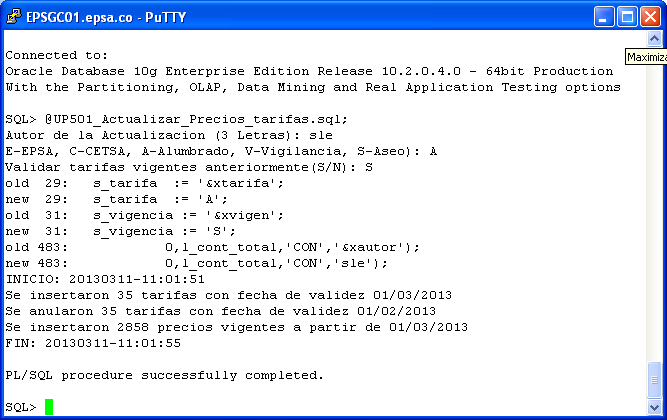 EPSGC01.epsa.co - PuTTY
Maximiza
Connected to:
Oracle Database 10g Enterprise Edition Release 10.2.0.4.0 - 64bit Production
With the Partitioning, OLAP, Data Mining and Real Application Testing options
SQL> @UP501_Actualizar_Precios_tarifas.sql;
Autor de la Actualizacion (3 Letras): sle
E-EPSA, C-CETSA, A-Alumbrado, V-Vigilancia, S-Aseo): A
Validar tarifas vigentes anteriormente(S/N): S
old  29:   s_tarifa  := '&xtarifa';
new  29:   s_tarifa  := 'A';
old  31:   s_vigencia := '&xvigen';
new  31:   s_vigencia := 'S';
old 483:             0,l_cont_total,'CON','&xautor');
new 483:             0,l_cont_total,'CON','sle');
INICIO: 20130311-11:01:51
Se insertaron 35 tarifas con fecha de validez 01/03/2013
Se anularon 35 tarifas con fecha de validez 01/02/2013
Se insertaron 2858 precios vigentes a partir de 01/03/2013
FIN: 20130311-11:01:55
PL/SQL procedure successfully completed.
SQL>